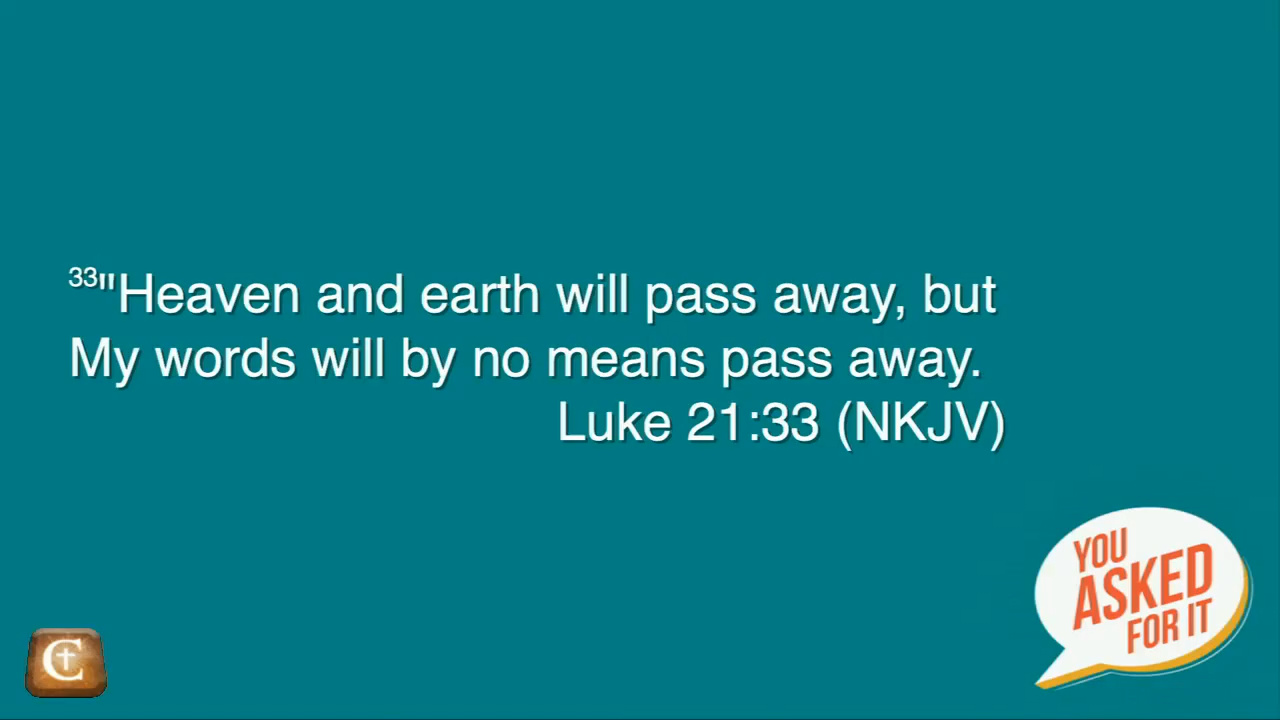 33"Heaven and earth will pass away, but
My words will by no means pass away.
Luke 21:33 (NKJV)
YOU
ASKED
FOR IT
C